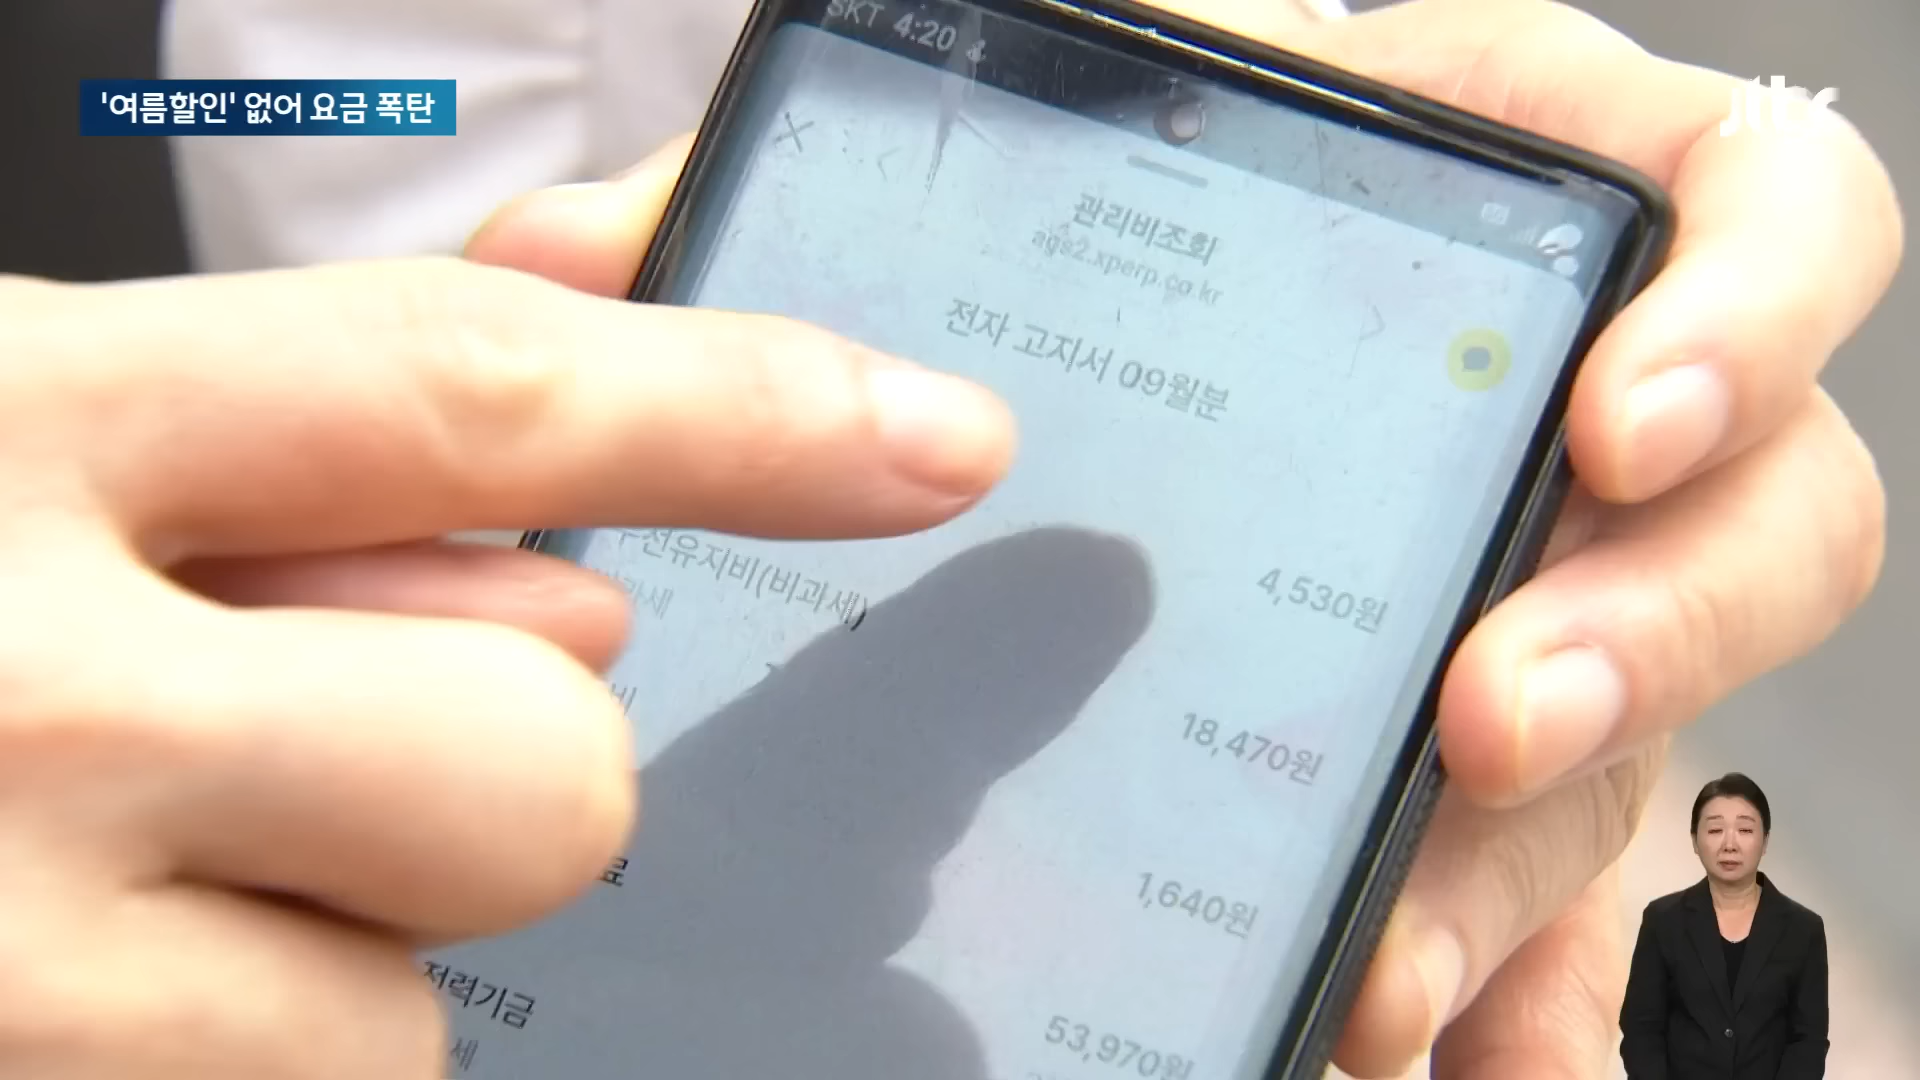 '여름할인' 없어 요금 폭탄
jtbc
SKT 4:20
관리비조회
ags2.xperp.co.kr
전자 고지서 09월분
수선유지비(비과세)
4,530원
18,470원
1,640원
전력기금
53,970원